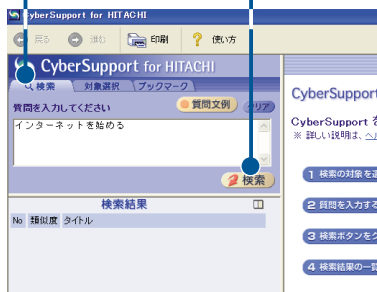 CyberSupport for HITACHI
戻る 進む 印刷 ? 使い方
CyberSupport for HITACHI
検索 対象選択 ブックマーク
質問を入力してください 質問文例 クリア
インターネットを始める
検索
検索結果
No 類似度 タイトル
CyberSupport
CyberSupport
※ 詳しい説明は、ヘ
1 検索の対象を
2 質問を入力する
3 検索ボタンを
4 検索結果の一